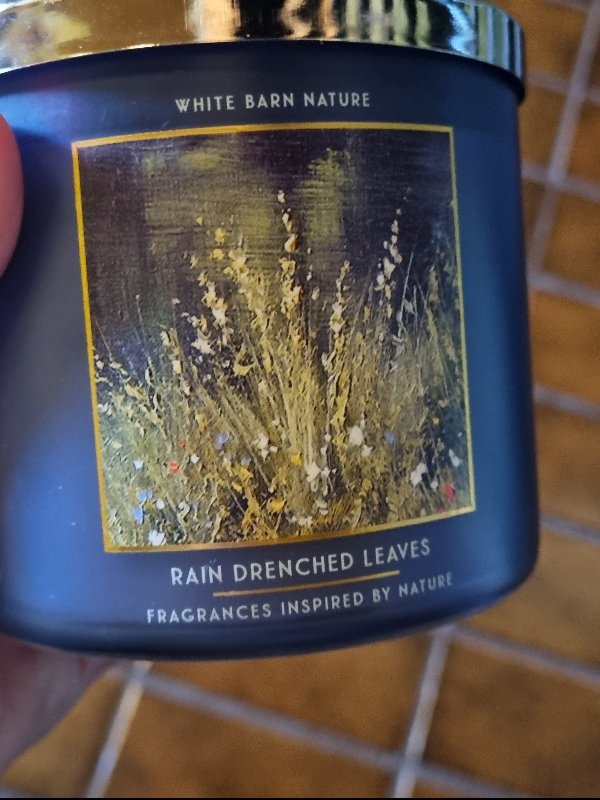 WHITE BARN NATURE
RAIN DRENCHED LEAVES
FRAGRANCES INSPIRED BY NATURE